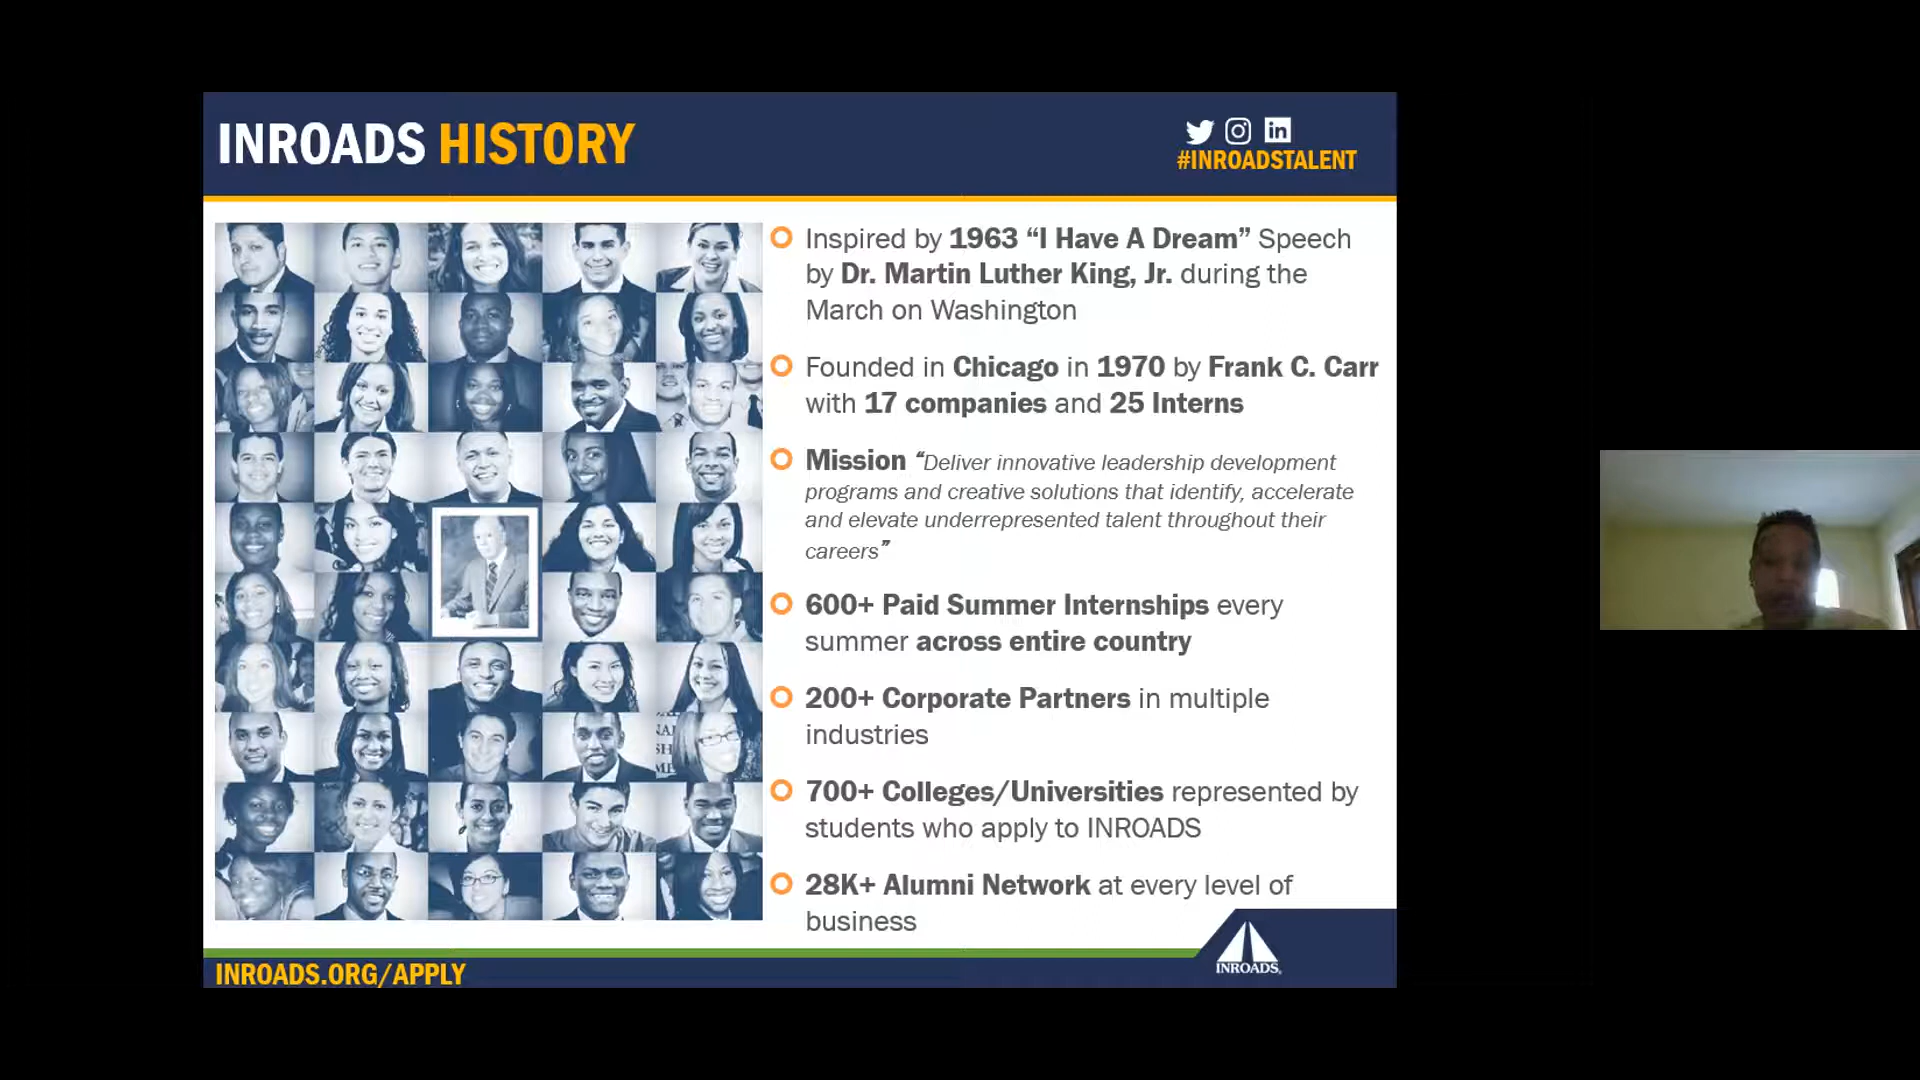 INROADS HISTORY
#INROADSTALENT
Inspired by 1963 “I Have A Dream” Speech
by Dr. Martin Luther King, Jr. during the
March on Washington
Founded in Chicago in 1970 by Frank C. Carr
with 17 companies and 25 Interns
Mission “Deliver innovative leadership development
programs and creative solutions that identify, accelerate
and elevate underrepresented talent throughout their
careers”
600+ Paid Summer Internships every
summer across entire country
200+ Corporate Partners in multiple
industries
700+ Colleges/Universities represented by
students who apply to INROADS
28K+ Alumni Network at every level of
business
INROADS.ORG/APPLY
INROADS